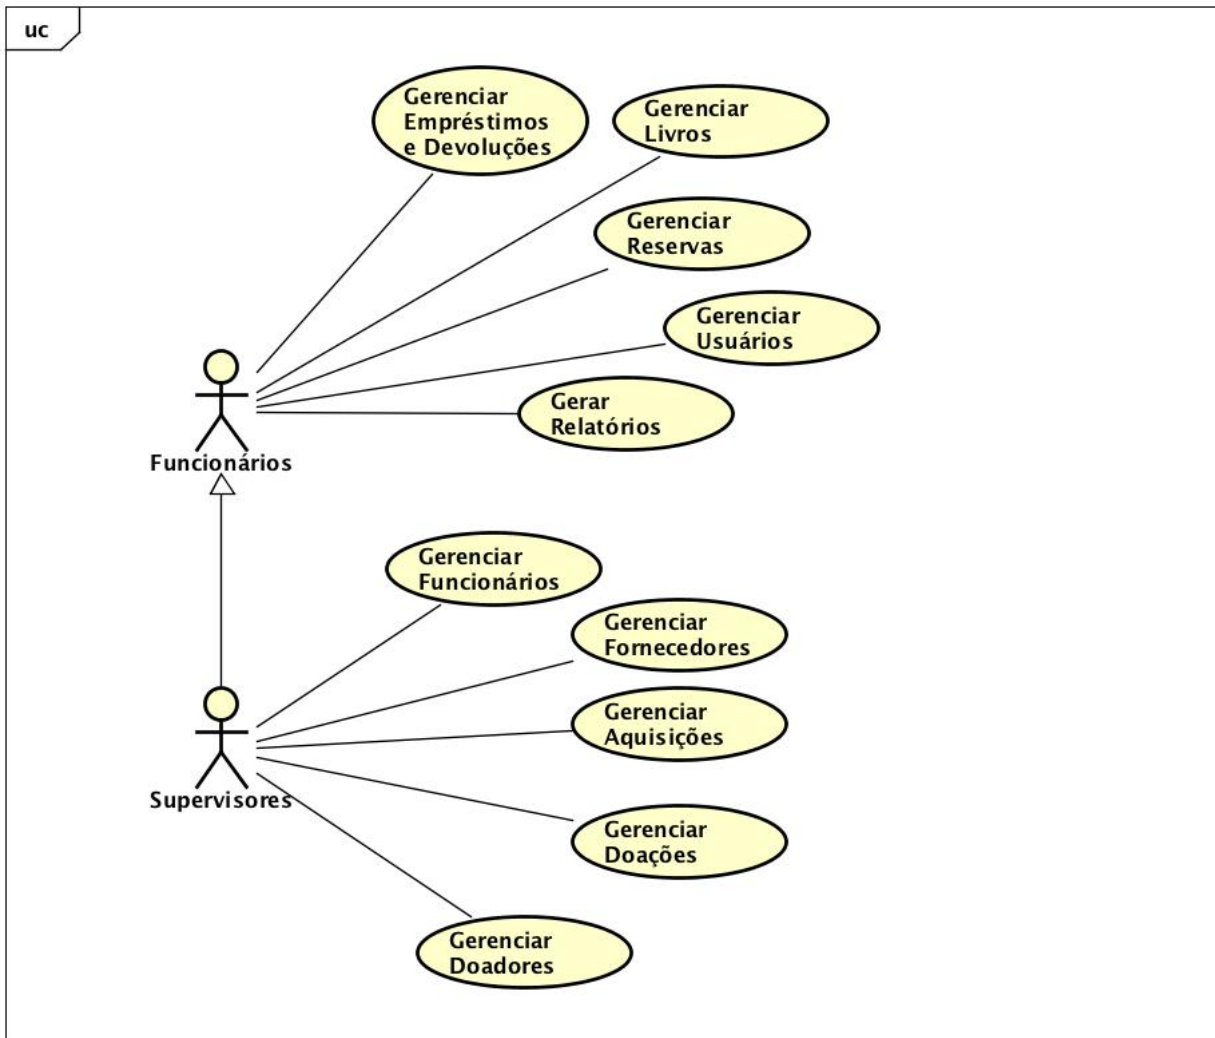 uc
Gerenciar
Empréstimos
e Devoluções
Gerenciar
Livros
Gerenciar
Reservas
Gerenciar
Usuários
Gerar
Relatórios
Funcionários
Gerenciar
Funcionários
Gerenciar
Fornecedores
Gerenciar
Aquisições
Supervisores
Gerenciar
Doações
Gerenciar
Doadores